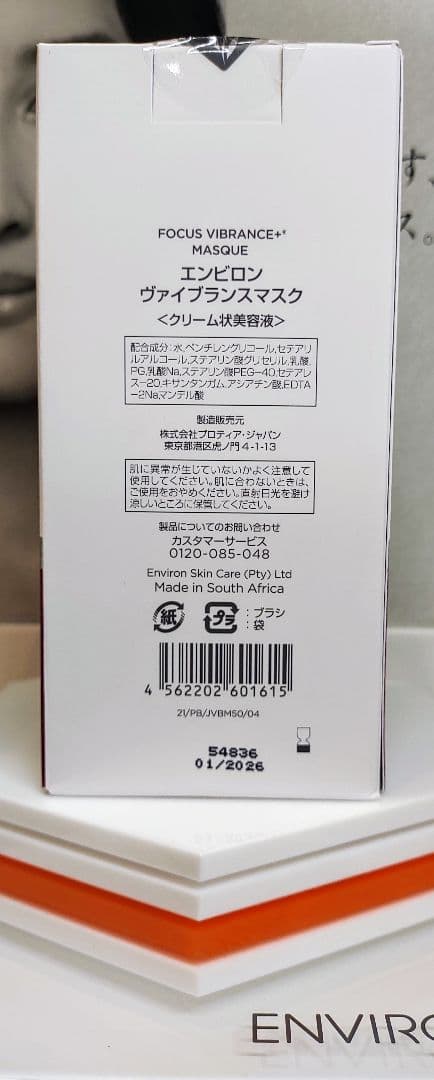 FOCUS VIBRANCE+*
MASQUE
エンビロン
ヴァイブランスマスク
<クリーム状美容液>
配合成分:水,ペンチレングリコール,セテアリ
ルアルコール,ステアリン酸グリセリル,乳酸,
PG,乳酸Na,ステアリン酸PEG-40,セテアレ
ス-20,キサンタンガム,アシアチン酸,EDTA
-2Na,マンデル酸
製造販売元
株式会社プロティア・ジャパン
東京都港区虎ノ門4-1-13
肌に異常が生じていないかよく注意して
使用してください。肌に合わないときは、
ご使用をおやめください。直射日光を避け
涼しいところに保管してください。
製品についてのお問い合わせ
カスタマーサービス
0120-085-048
Environ Skin Care (Pty) Ltd
Made in South Africa
紙 プラ :ブラシ
:袋
4 562202 601615
21/PB/JVBM50/04
54836
01/2026
す、
ス。
ENVIRO